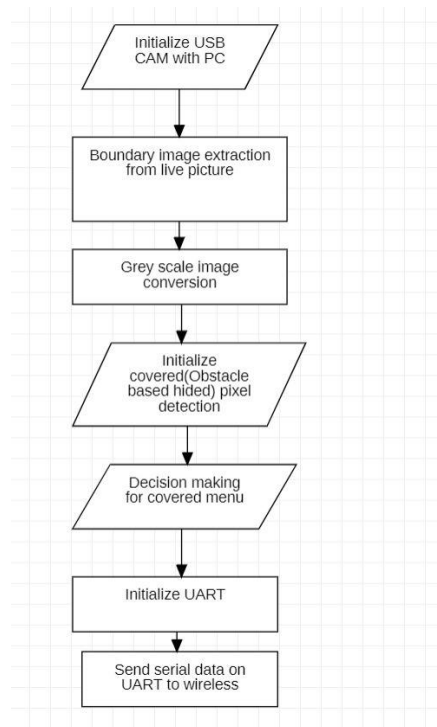 Initialize USB
CAM with PC
Boundary image extraction
from live picture
Grey scale image
conversion
Initialize
covered(Obstacle
based hided) pixel
detection
Decision making
for covered menu
Initialize UART
Send serial data on
UART to wireless